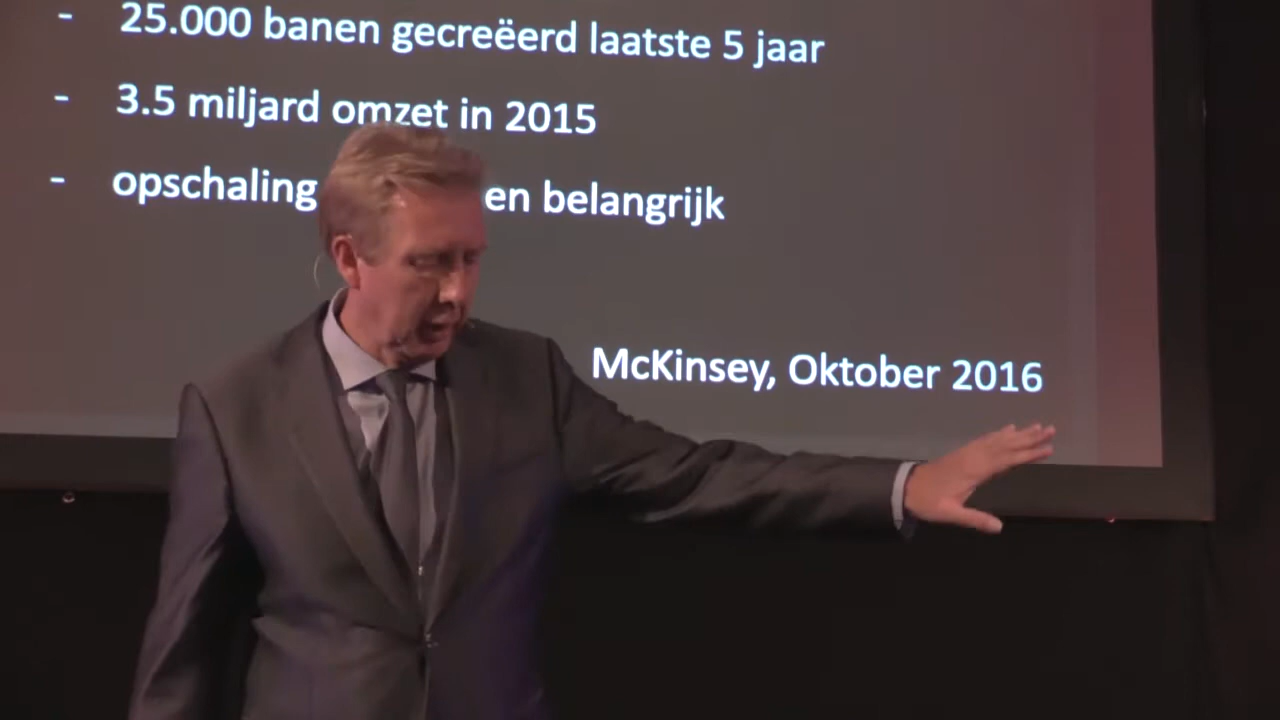 - 25.000 banen gecreëerd laatste 5 jaar
- 3.5 miljard omzet in 2015
- opschaling en belangrijk
McKinsey, Oktober 2016